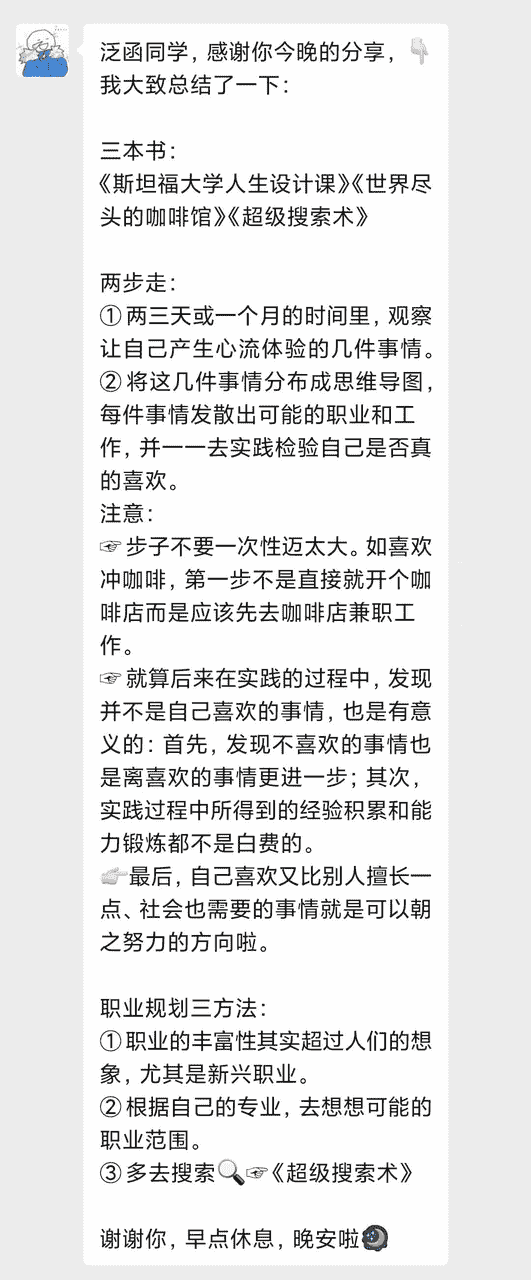 泛函同学，感谢你今晚的分享，👇
我大致总结了一下：
三本书：
《斯坦福大学人生设计课》《世界尽
头的咖啡馆》《超级搜索术》
两步走：
①两三天或一个月的时间里，观察
让自己产生心流体验的几件事情。
②将这几件事情分布成思维导图，
每件事情发散出可能的职业和工
作，并一一去实践检验自己是否真
的喜欢。
注意：
☞步子不要一次性迈太大。如喜欢
冲咖啡，第一步不是直接就开个咖
啡店而是应该先去咖啡店兼职工
作。
☞就算后来在实践的过程中，发现
并不是自己喜欢的事情，也是有意
义的：首先，发现不喜欢的事情也
是离喜欢的事情更进一步；其次，
实践过程中所得到的经验积累和能
力锻炼都不是白费的。
👉最后，自己喜欢又比别人擅长一
点、社会也需要的事情就是可以朝
之努力的方向啦。
职业规划三方法：
①职业的丰富性其实超过人们的想
象，尤其是新兴职业。
②根据自己的专业，去想想可能的
职业范围。
③多去搜索🔍☞《超级搜索术》
谢谢你，早点休息，晚安啦🌚